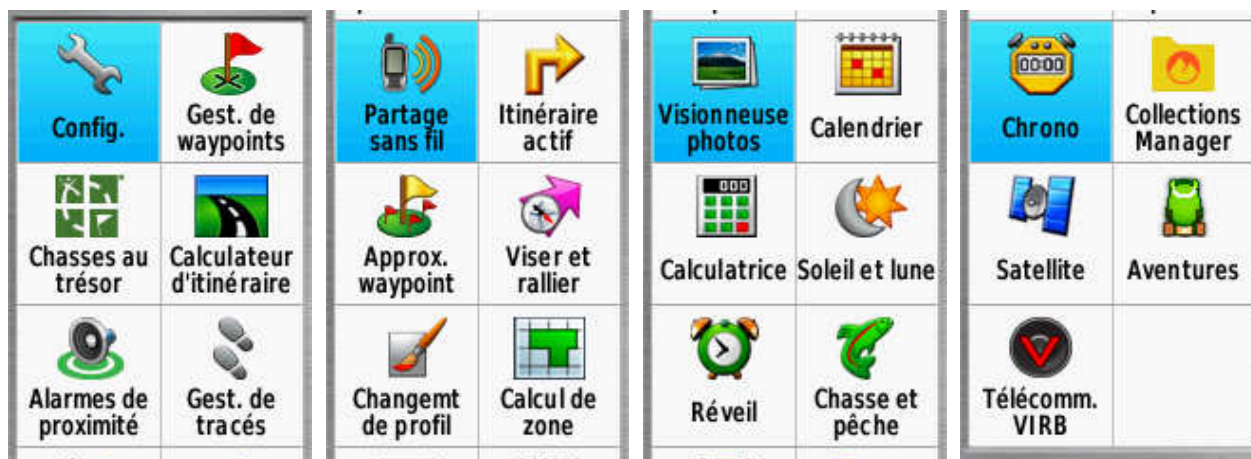 Config.
Gest. de
waypoints
Chasses au
trésor
Calculateur
d'itinéraire
Alarmes de
proximité
Gest. de
tracés
Partage
sans fil
Itinéraire
actif
Approx.
waypoint
Viser et
rallier
Changemt
de profil
Calcul de
zone
Visionneuse
photos
Calendrier
000
Calculatrice
Soleil et lune
Réveil
Chasse et
pêche
00:00
Chrono
Collections
Manager
Satellite
Aventures
Télécomm.
VIRB